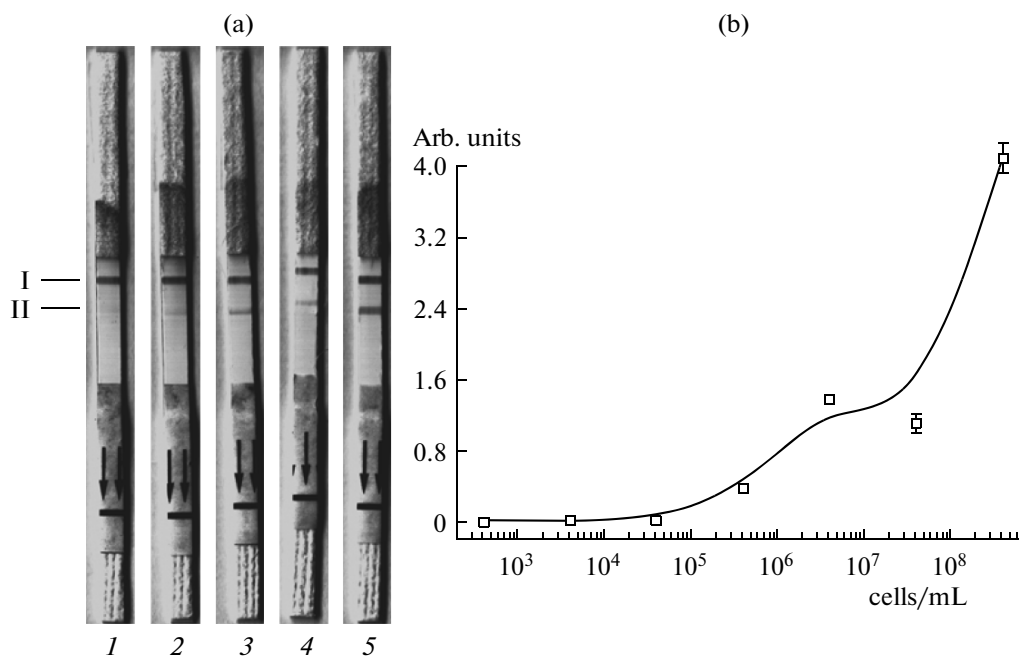 (a)
I
II
1 2 3 4 5
(b)
Arb. units
4.0
3.2
2.4
1.6
0.8
0
10³ 10⁴ 10⁵ 10⁶ 10⁷ 10⁸
cells/mL